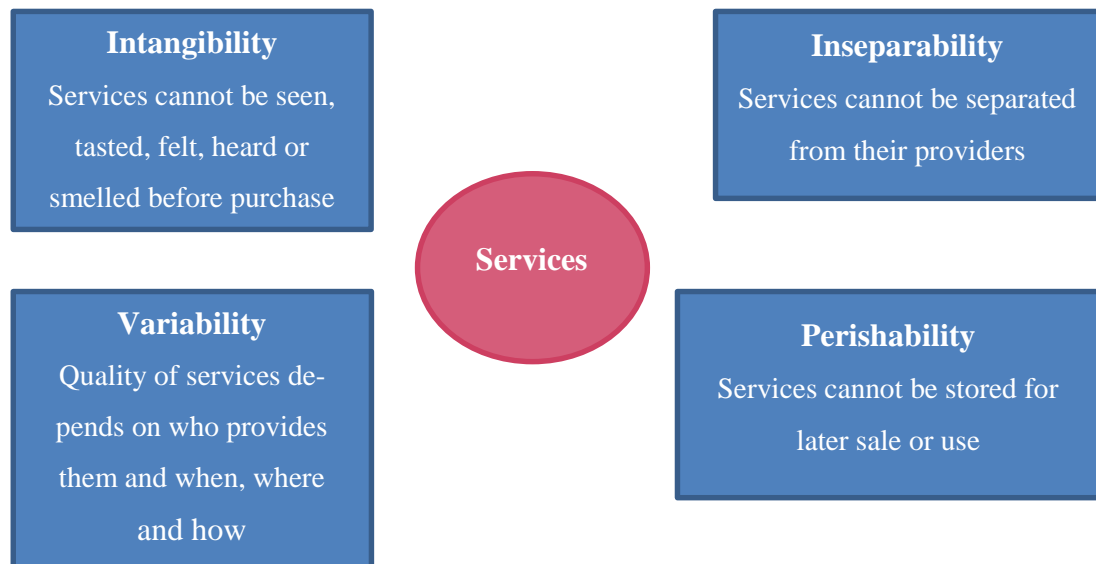 Intangibility
Services cannot be seen,
tasted, felt, heard or
smelled before purchase
Inseparability
Services cannot be separated
from their providers
Services
Variability
Quality of services de-
pends on who provides
them and when, where
and how
Perishability
Services cannot be stored for
later sale or use